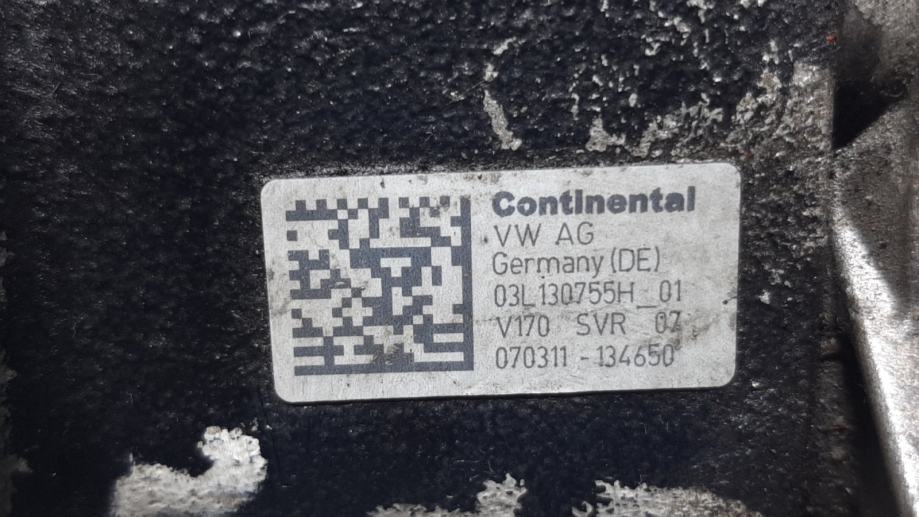 Continental
VW AG
Germany (DE)
03L130755H_01
V170 SVR 07
070311-134650